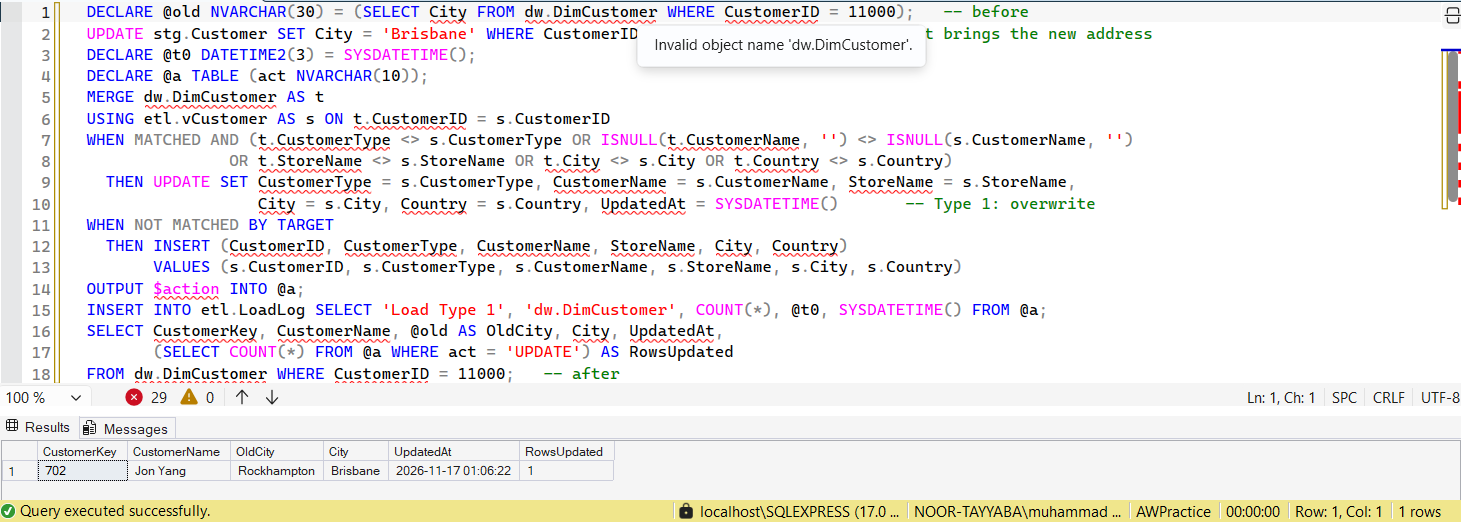 1 DECLARE @old NVARCHAR(30) = (SELECT City FROM dw.DimCustomer WHERE CustomerID = 11000);   -- before
2 UPDATE stg.Customer SET City = 'Brisbane' WHERE CustomerID t brings the new address
Invalid object name 'dw.DimCustomer'.
3 DECLARE @t0 DATETIME2(3) = SYSDATETIME();
4 DECLARE @a TABLE (act NVARCHAR(10));
5 MERGE dw.DimCustomer AS t
6 USING etl.vCustomer AS s ON t.CustomerID = s.CustomerID
7 WHEN MATCHED AND (t.CustomerType <> s.CustomerType OR ISNULL(t.CustomerName, '') <> ISNULL(s.CustomerName, '')
8 OR t.StoreName <> s.StoreName OR t.City <> s.City OR t.Country <> s.Country)
9 THEN UPDATE SET CustomerType = s.CustomerType, CustomerName = s.CustomerName, StoreName = s.StoreName,
10 City = s.City, Country = s.Country, UpdatedAt = SYSDATETIME()       -- Type 1: overwrite
11 WHEN NOT MATCHED BY TARGET
12 THEN INSERT (CustomerID, CustomerType, CustomerName, StoreName, City, Country)
13 VALUES (s.CustomerID, s.CustomerType, s.CustomerName, s.StoreName, s.City, s.Country)
14 OUTPUT $action INTO @a;
15 INSERT INTO etl.LoadLog SELECT 'Load Type 1', 'dw.DimCustomer', COUNT(*), @t0, SYSDATETIME() FROM @a;
16 SELECT CustomerKey, CustomerName, @old AS OldCity, City, UpdatedAt,
17 (SELECT COUNT(*) FROM @a WHERE act = 'UPDATE') AS RowsUpdated
18 FROM dw.DimCustomer WHERE CustomerID = 11000;   -- after
100 % 29 0 Ln: 1, Ch: 1 SPC CRLF UTF-8
Results Messages
CustomerKey CustomerName OldCity City UpdatedAt RowsUpdated
1 702 Jon Yang Rockhampton Brisbane 2026-11-17 01:06:22 1
Query executed successfully. localhost\SQLEXPRESS (17.0 ... NOOR-TAYYABA\muhammad ... AWPractice 00:00:00 Row: 1, Col: 1 1 rows